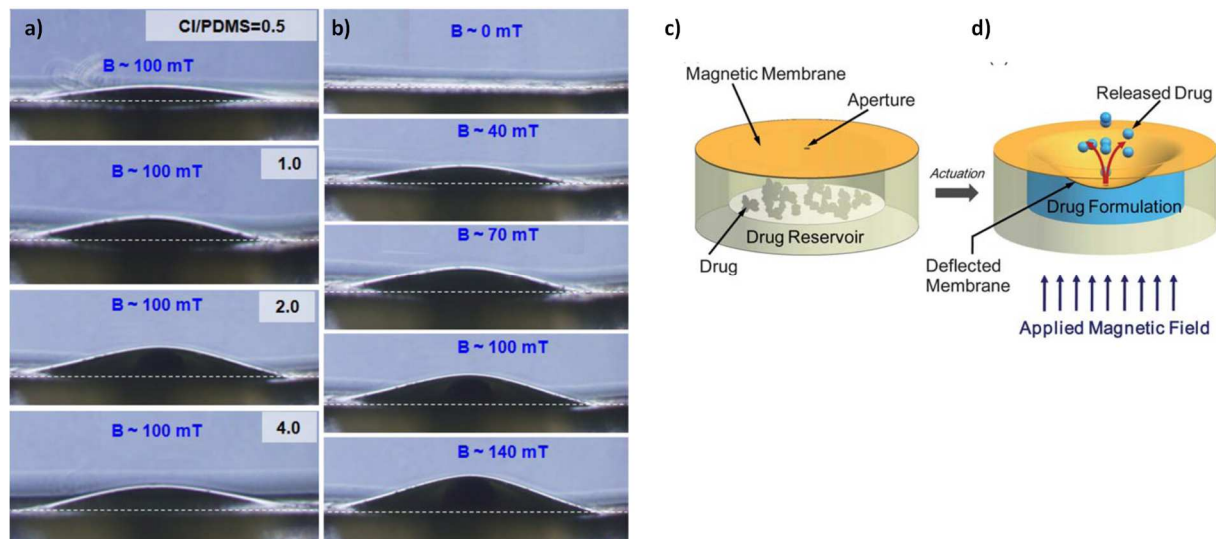 a)
CI/PDMS=0.5
B ~ 100 mT
B ~ 100 mT
1.0
B ~ 100 mT
2.0
B ~ 100 mT
4.0
b)
B ~ 0 mT
B ~ 40 mT
B ~ 70 mT
B ~ 100 mT
B ~ 140 mT
c)
Magnetic Membrane
Aperture
Drug Reservoir
Drug
Actuation
d)
Released Drug
Drug Formulation
Deflected
Membrane
Applied Magnetic Field